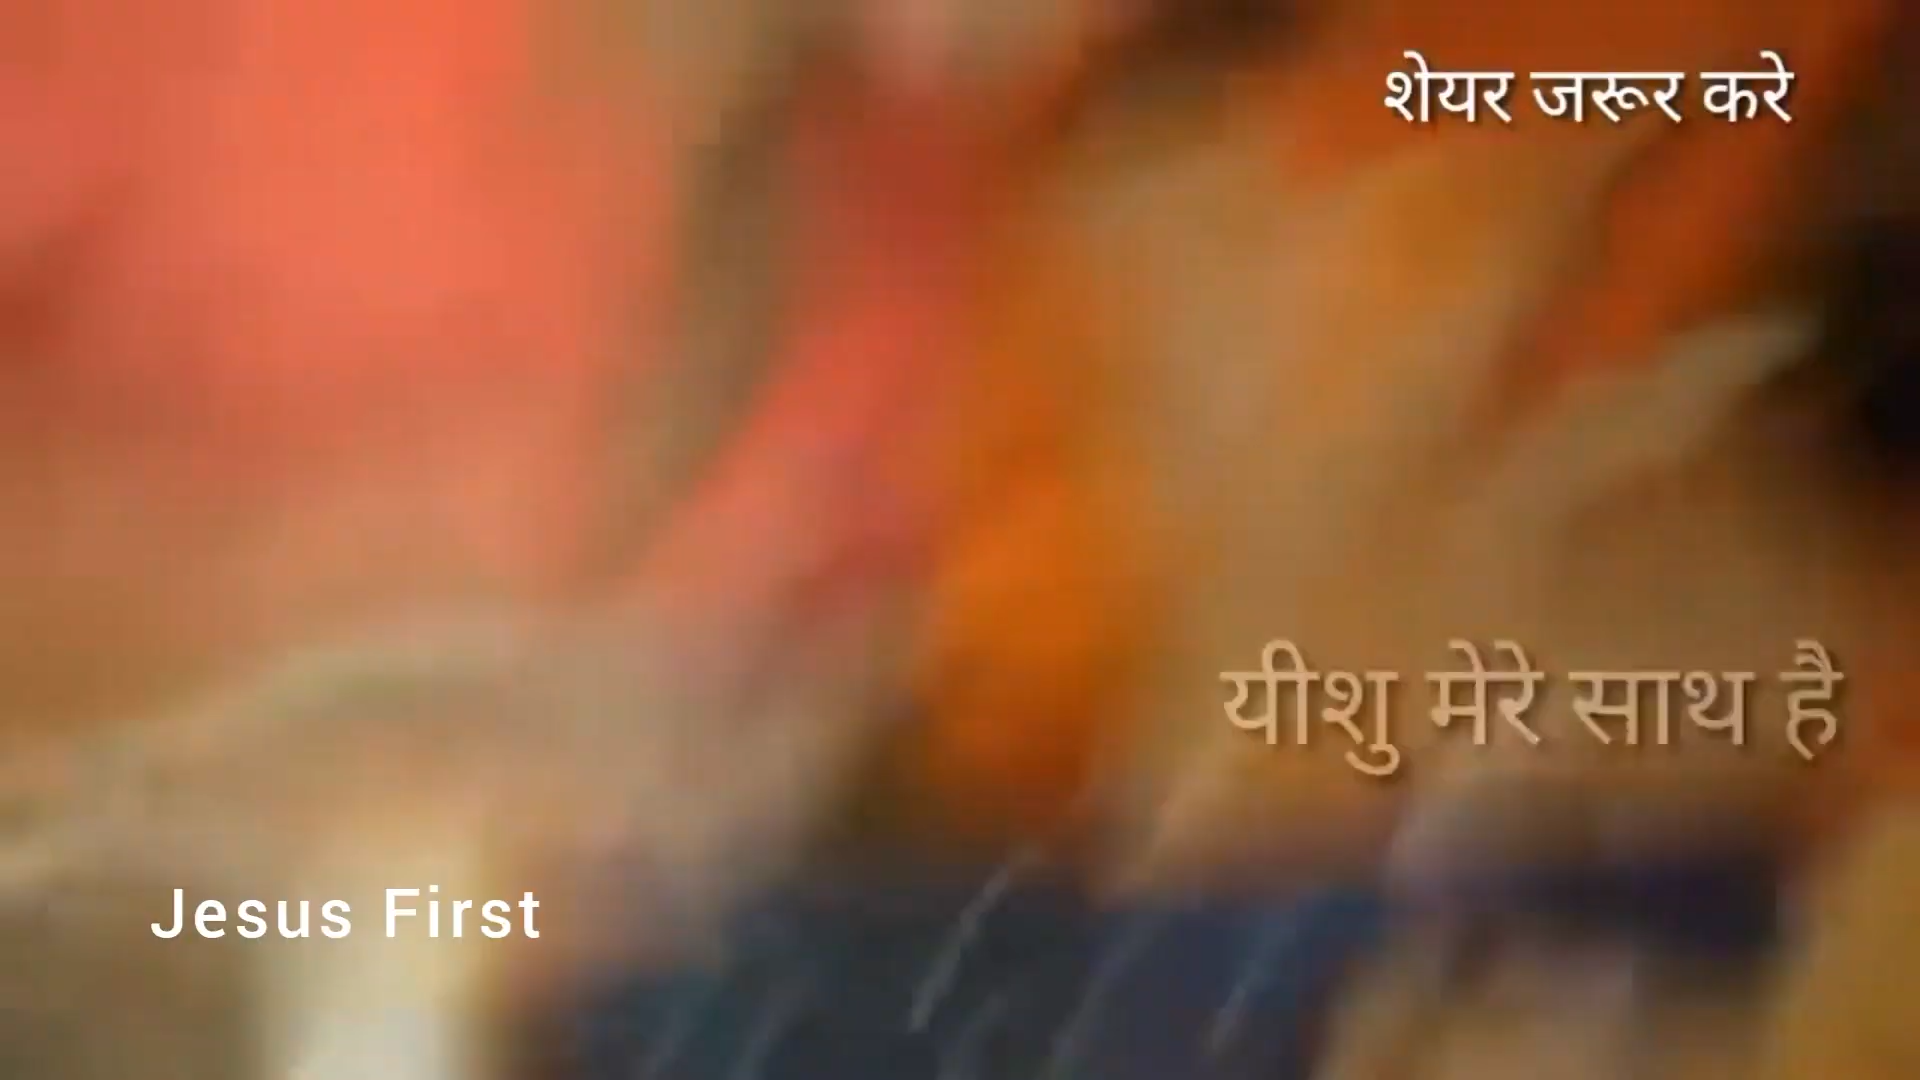 शेयर जरूर करे
यीशु मेरे साथ है
Jesus First